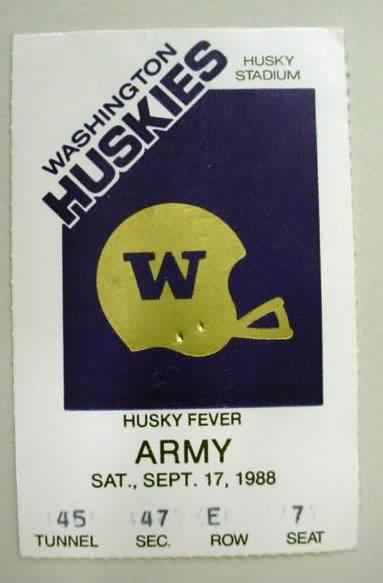 WASHINGTON
HUSKIES
HUSKY
STADIUM
W
HUSKY FEVER
ARMY
SAT., SEPT. 17, 1988
45 47 E 7
TUNNEL SEC. ROW SEAT